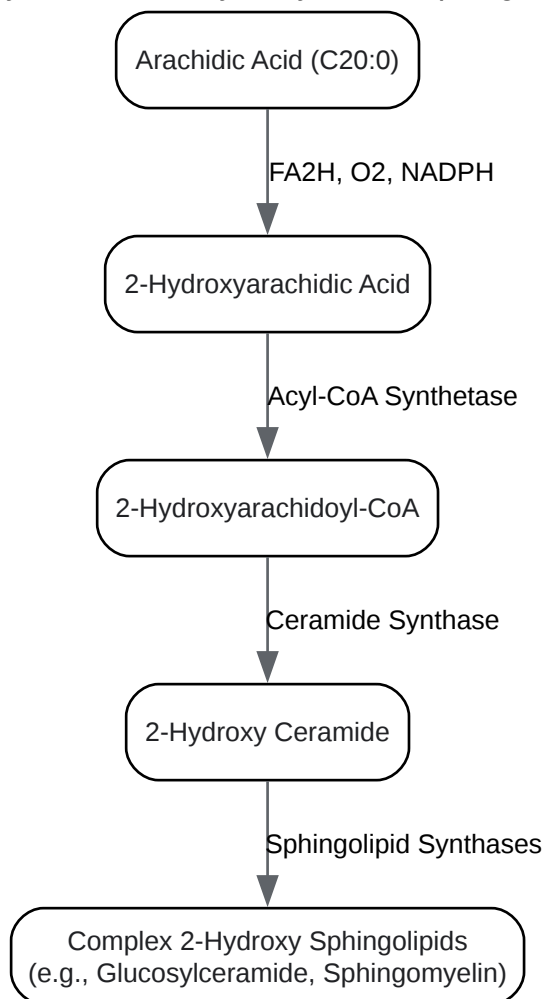 Arachidic Acid (C20:0)
FA2H, O2, NADPH
2-Hydroxyarachidic Acid
Acyl-CoA Synthetase
2-Hydroxyarachidoyl-CoA
Ceramide Synthase
2-Hydroxy Ceramide
Sphingolipid Synthases
Complex 2-Hydroxy Sphingolipids
(e.g., Glucosylceramide, Sphingomyelin)